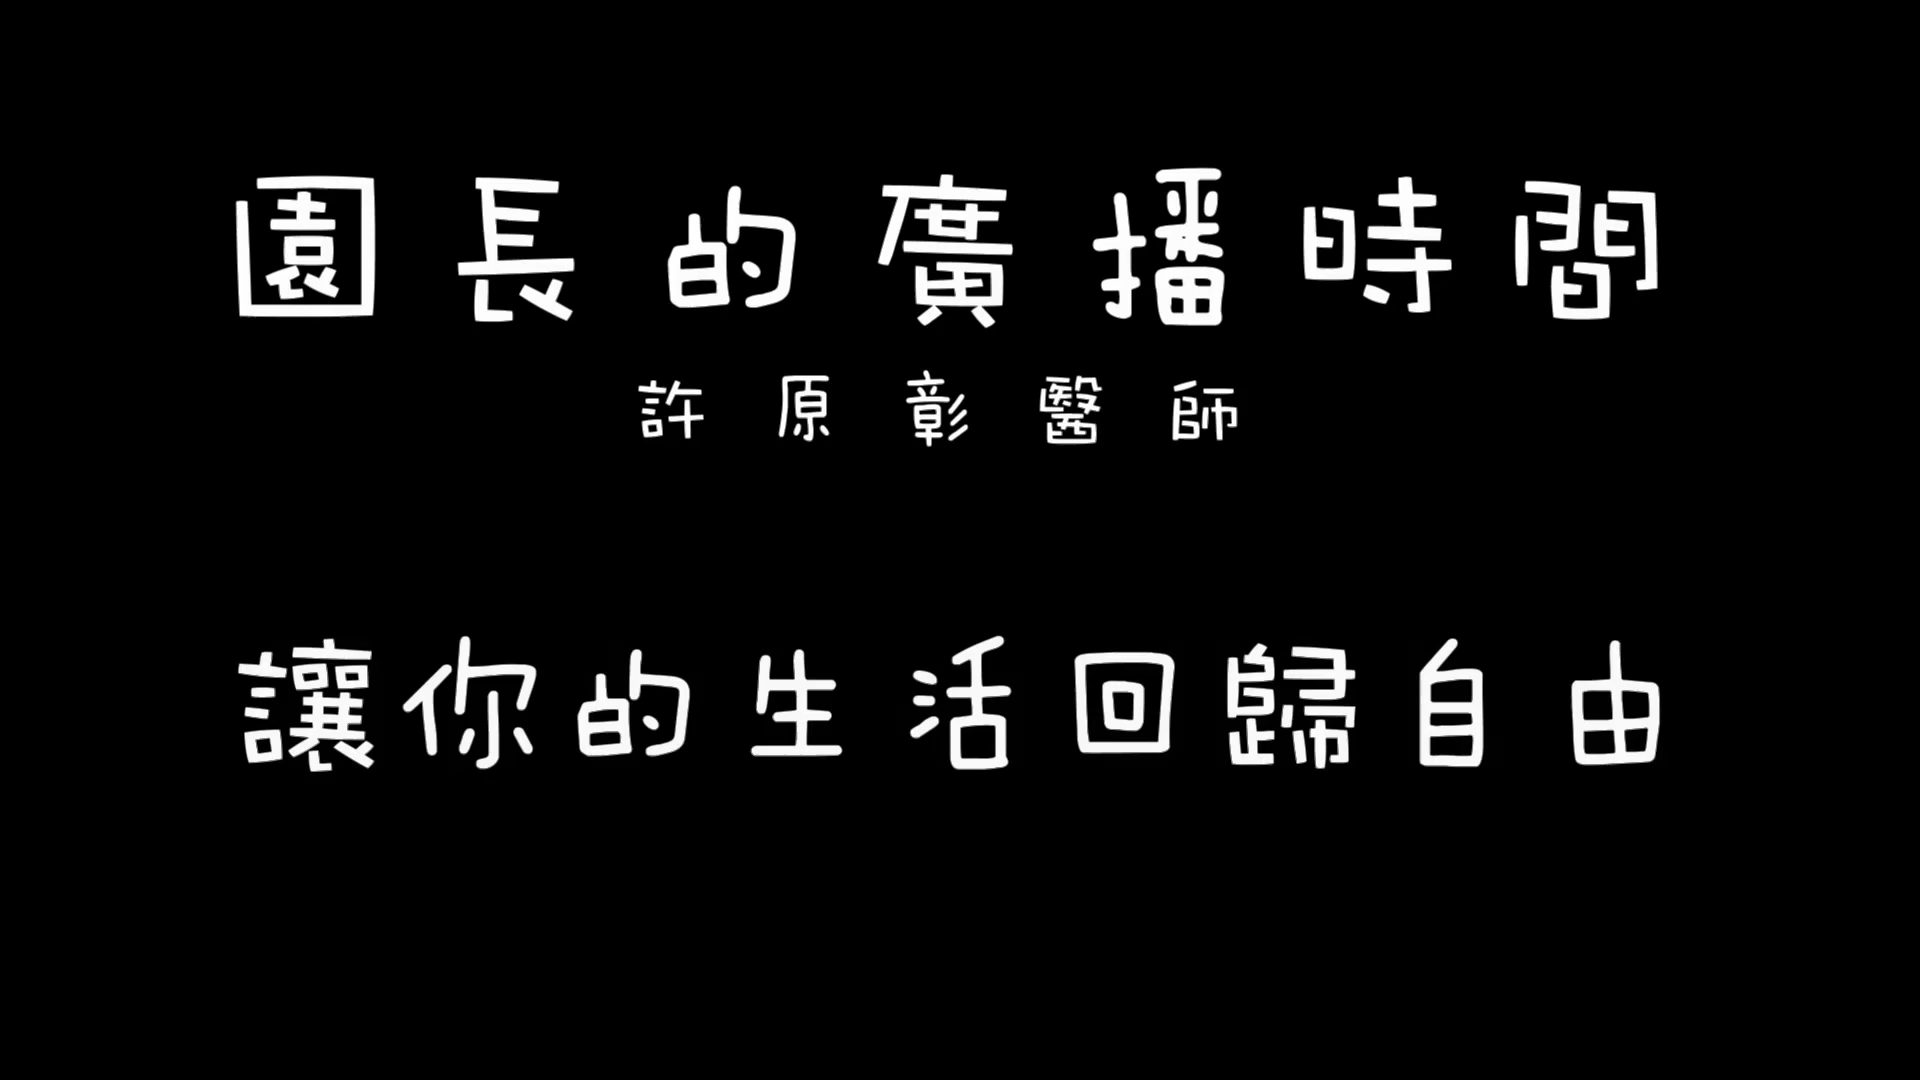 園長的廣播時間
許原彰醫師
讓你的生活回歸自由